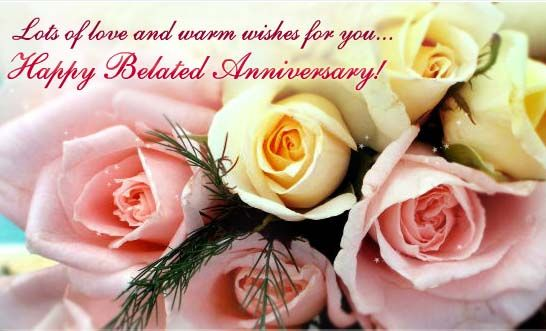 Lots of love and warm wishes for you...
Happy Belated Anniversary!